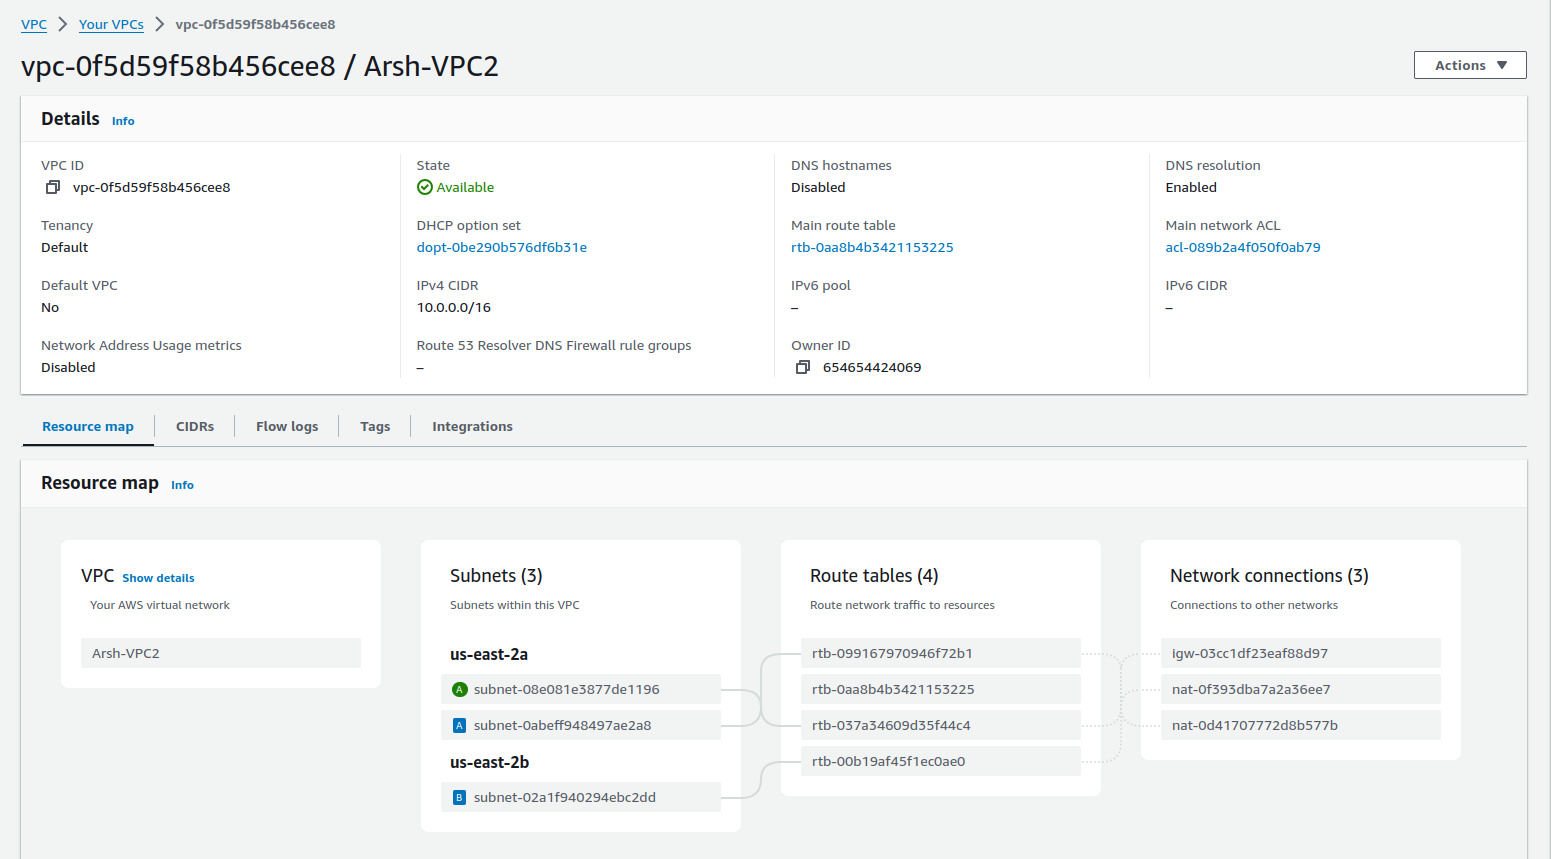 VPC > Your VPCs > vpc-0f5d59f58b456cee8
vpc-0f5d59f58b456cee8 / Arsh-VPC2
Actions
Details Info
VPC ID
vpc-0f5d59f58b456cee8
State
Available
DNS hostnames
Disabled
DNS resolution
Enabled
Tenancy
Default
DHCP option set
dopt-0be290b576df6b31e
Main route table
rtb-0aa8b4b3421153225
Main network ACL
acl-089b2a4f050f0ab79
Default VPC
No
IPv4 CIDR
10.0.0.0/16
IPv6 pool
–
IPv6 CIDR
–
Network Address Usage metrics
Disabled
Route 53 Resolver DNS Firewall rule groups
–
Owner ID
654654424069
Resource map
CIDRs
Flow logs
Tags
Integrations
Resource map Info
VPC Show details
Your AWS virtual network
Arsh-VPC2
Subnets (3)
Subnets within this VPC
us-east-2a
A subnet-08e081e3877de1196
A subnet-0abeff948497ae2a8
us-east-2b
B subnet-02a1f940294ebc2dd
Route tables (4)
Route network traffic to resources
rtb-099167970946f72b1
rtb-0aa8b4b3421153225
rtb-037a34609d35f44c4
rtb-00b19af45f1ec0ae0
Network connections (3)
Connections to other networks
igw-03cc1df23eaf88d97
nat-0f393dba7a2a36ee7
nat-0d41707772d8b577b